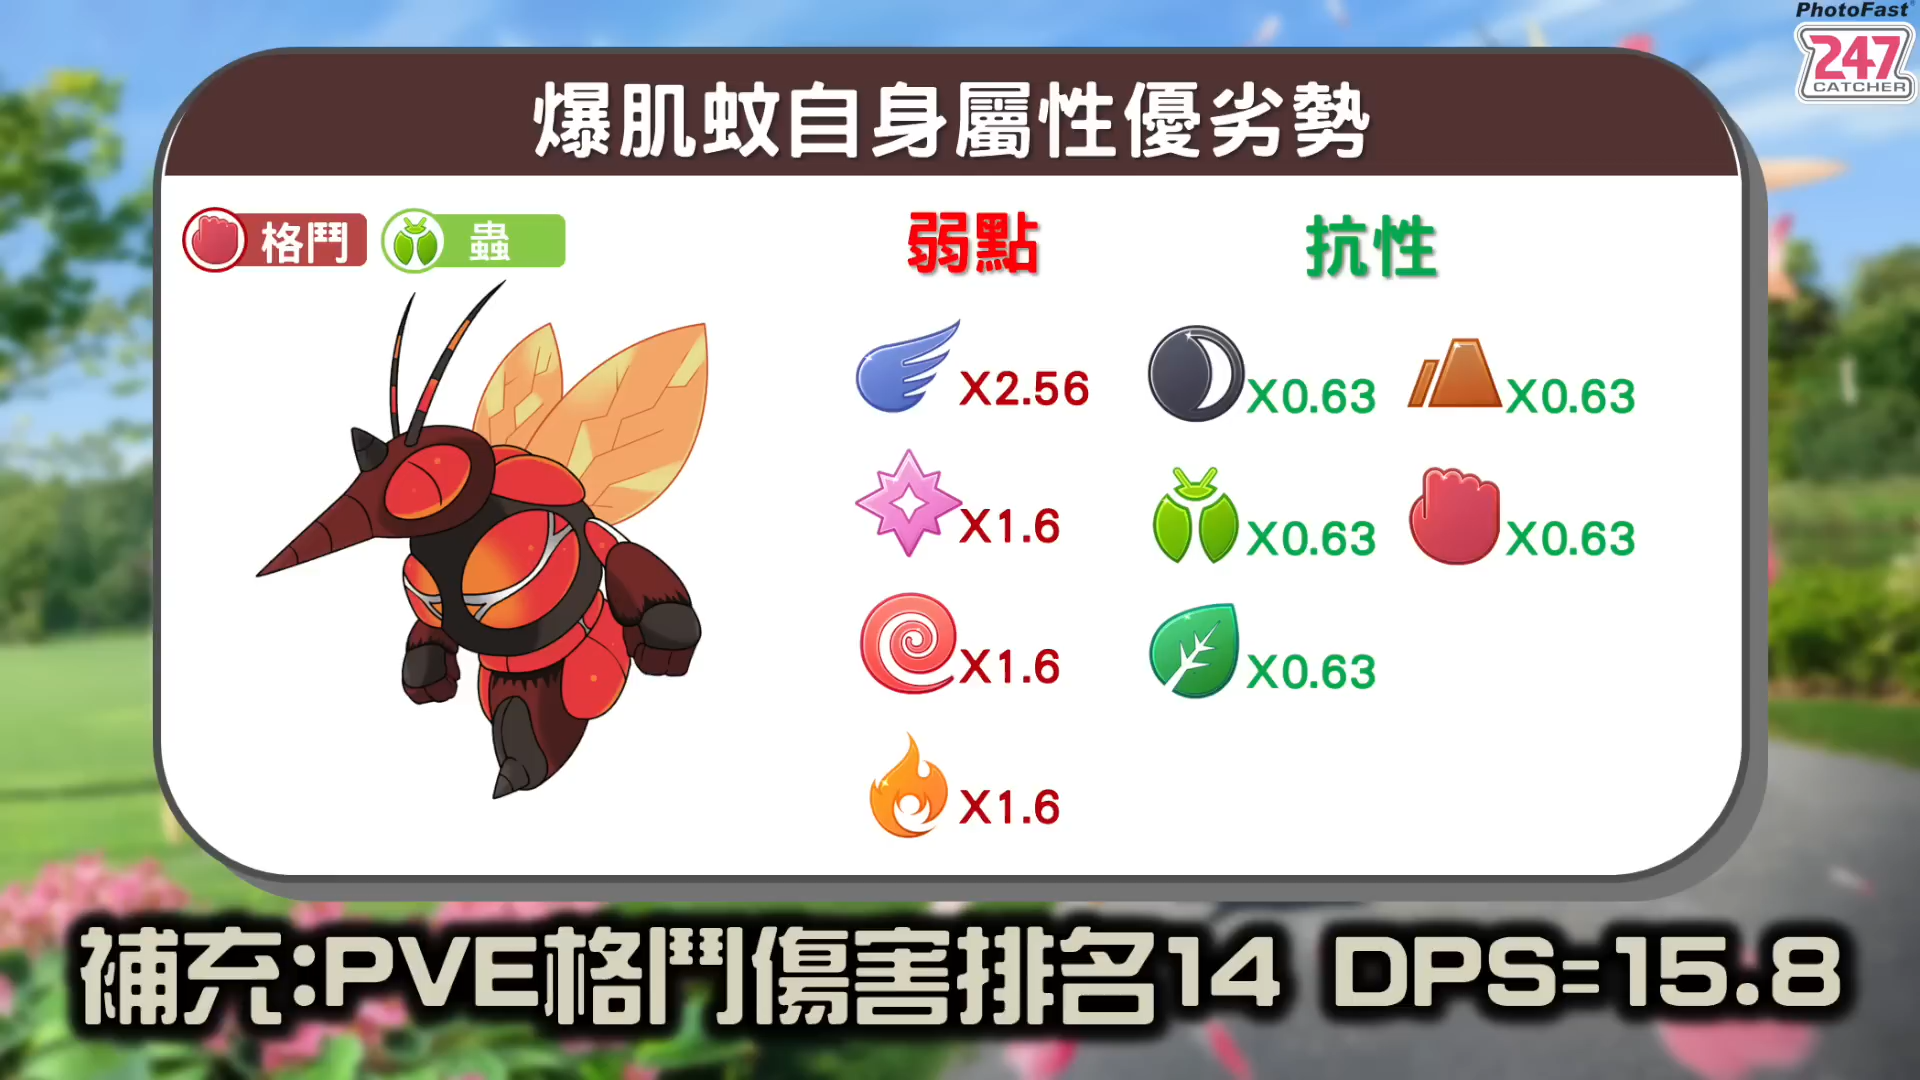 PhotoFast
247
CATCHER
爆肌蚊自身屬性優劣勢
格鬥 蟲 弱點 抗性
X2.56 X0.63 X0.63
X1.6 X0.63 X0.63
X1.6 X0.63
X1.6
補充:PVE格鬥傷害排名14 DPS=15.8